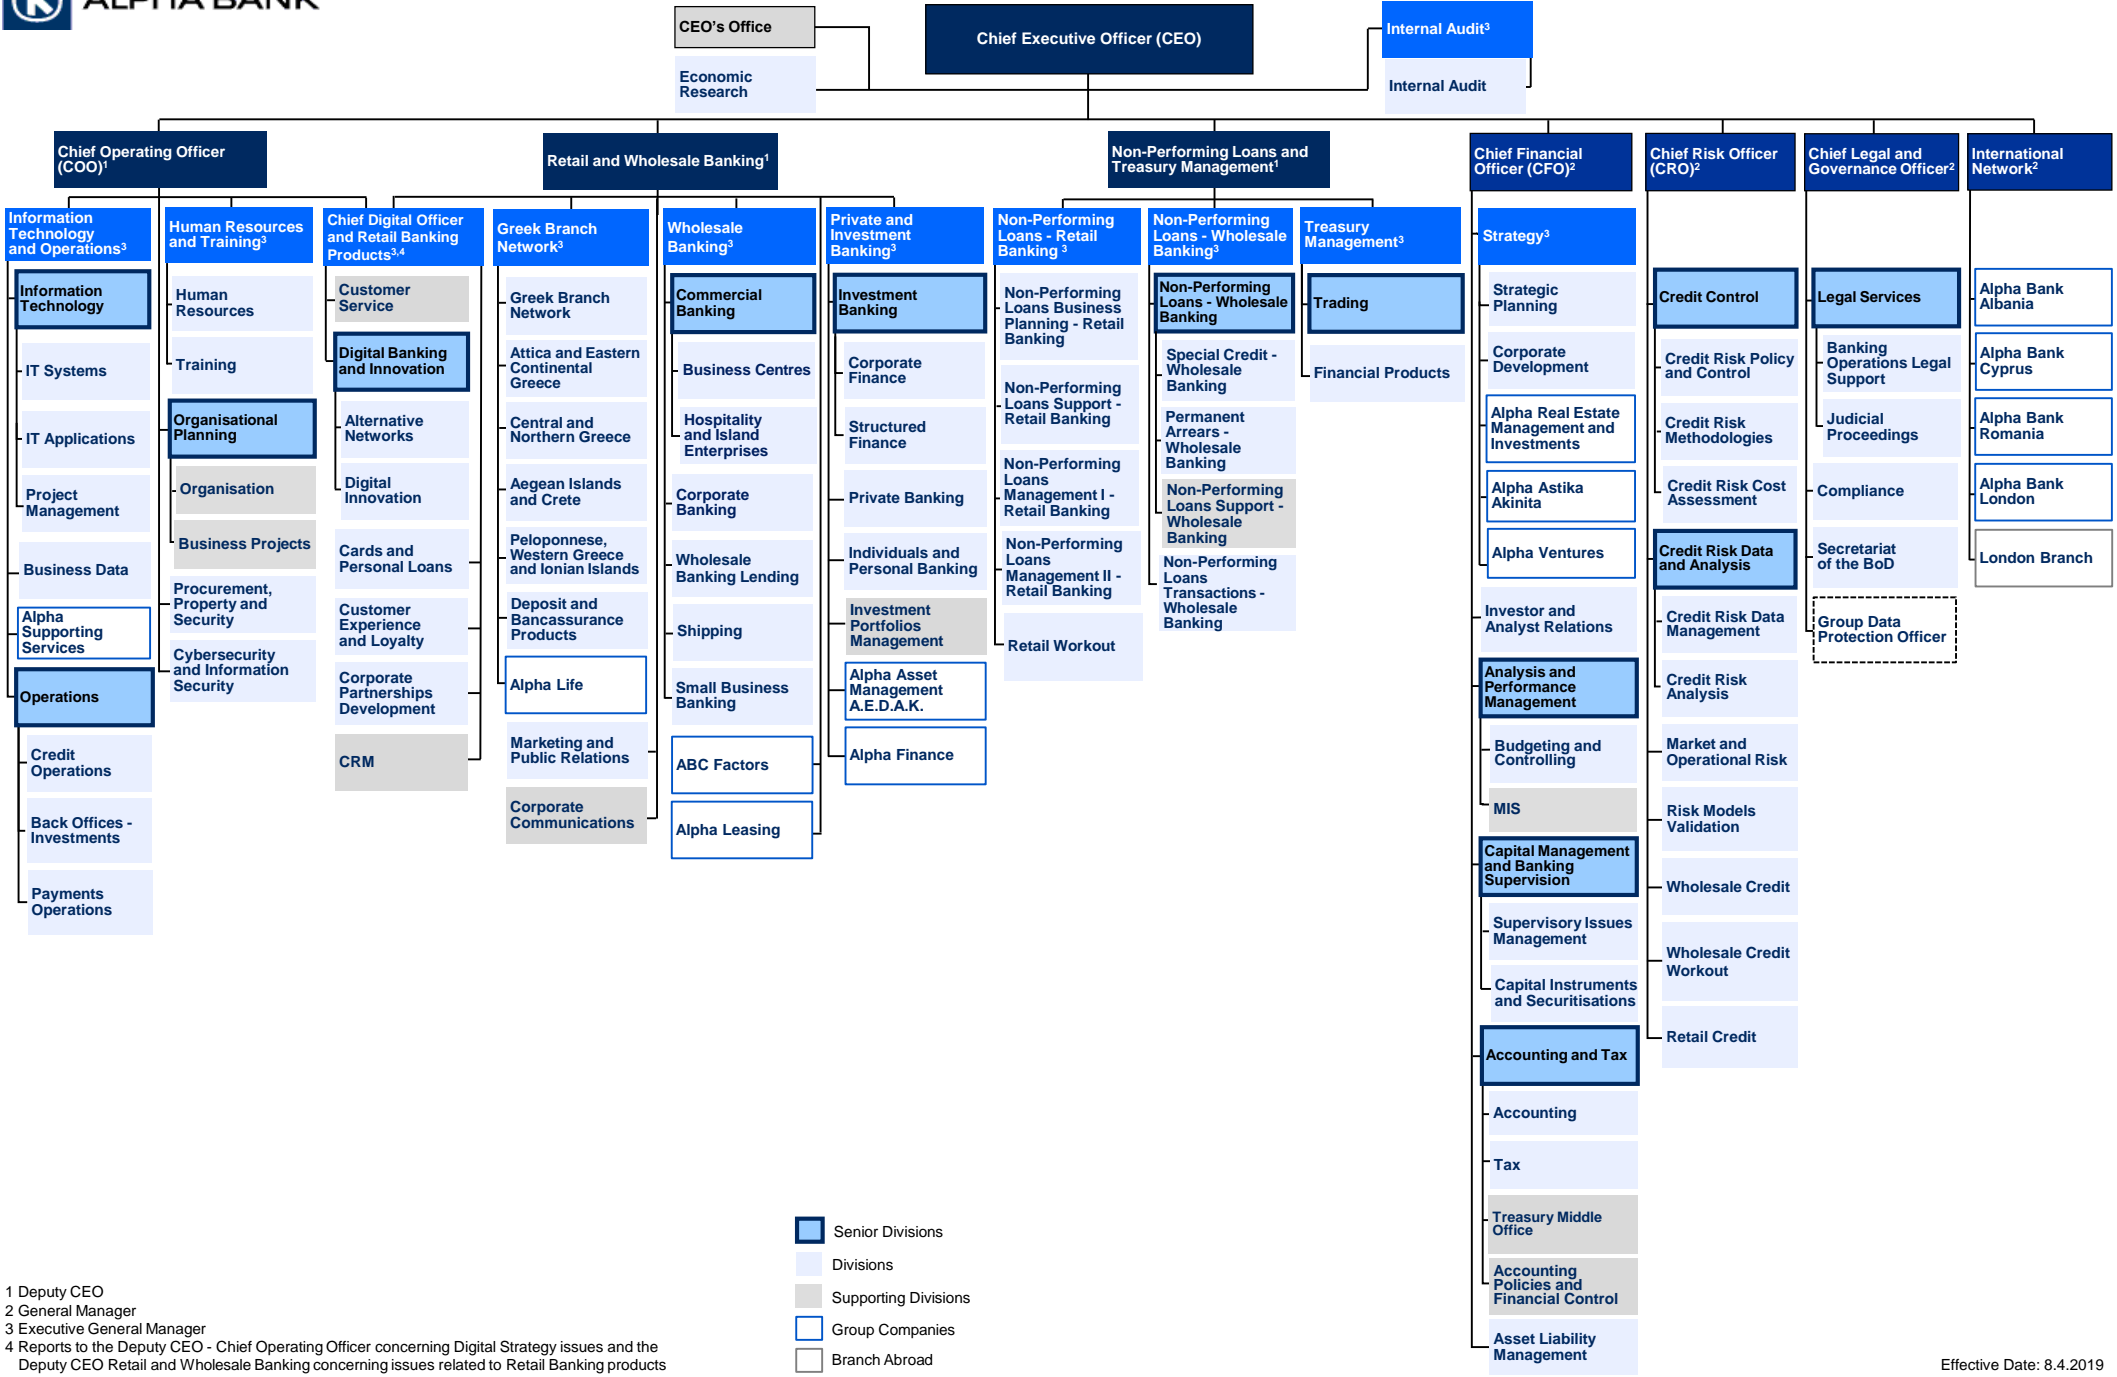 ALPHA BANK
CEO's Office
Chief Executive Officer (CEO)
Internal Audit³
Economic
Research
Internal Audit
Chief Operating Officer
(COO)¹
Retail and Wholesale Banking¹
Non-Performing Loans and
Treasury Management¹
Chief Financial
Officer (CFO)²
Chief Risk Officer
(CRO)²
Chief Legal and
Governance Officer²
International
Network²
Information
Technology
and Operations³
Information
Technology
IT Systems
IT Applications
Project
Management
Business Data
Alpha
Supporting
Services
Operations
Credit
Operations
Back Offices -
Investments
Payments
Operations
Human Resources
and Training³
Human
Resources
Training
Organisational
Planning
Organisation
Business Projects
Procurement,
Property and
Security
Cybersecurity
and Information
Security
Chief Digital Officer
and Retail Banking
Products³,⁴
Customer
Service
Digital Banking
and Innovation
Alternative
Networks
Digital
Innovation
Cards and
Personal Loans
Customer
Experience
and Loyalty
Corporate
Partnerships
Development
CRM
Greek Branch
Network³
Greek Branch
Network
Attica and Eastern
Continental
Greece
Central and
Northern Greece
Aegean Islands
and Crete
Peloponnese,
Western Greece
and Ionian Islands
Deposit and
Bancassurance
Products
Alpha Life
Marketing and
Public Relations
Corporate
Communications
Wholesale
Banking³
Commercial
Banking
Business Centres
Hospitality
and Island
Enterprises
Corporate
Banking
Wholesale
Banking Lending
Shipping
Small Business
Banking
ABC Factors
Alpha Leasing
Private and
Investment
Banking³
Investment
Banking
Corporate
Finance
Structured
Finance
Private Banking
Individuals and
Personal Banking
Investment
Portfolios
Management
Alpha Asset
Management
A.E.D.A.K.
Alpha Finance
Non-Performing
Loans - Retail
Banking ³
Non-Performing
Loans Business
Planning - Retail
Banking
Non-Performing
Loans Support -
Retail Banking
Non-Performing
Loans
Management I -
Retail Banking
Non-Performing
Loans
Management II -
Retail Banking
Retail Workout
Non-Performing
Loans - Wholesale
Banking³
Non-Performing
Loans - Wholesale
Banking
Special Credit -
Wholesale
Banking
Permanent
Arrears -
Wholesale
Banking
Non-Performing
Loans Support -
Wholesale
Banking
Non-Performing
Loans
Transactions -
Wholesale
Banking
Treasury
Management³
Trading
Financial Products
Strategy³
Strategic
Planning
Corporate
Development
Alpha Real Estate
Management and
Investments
Alpha Astika
Akinita
Alpha Ventures
Investor and
Analyst Relations
Analysis and
Performance
Management
Budgeting and
Controlling
MIS
Capital Management
and Banking
Supervision
Supervisory Issues
Management
Capital Instruments
and Securitisations
Accounting and Tax
Accounting
Tax
Treasury Middle
Office
Accounting
Policies and
Financial Control
Asset Liability
Management
Credit Control
Credit Risk Policy
and Control
Credit Risk
Methodologies
Credit Risk Cost
Assessment
Credit Risk Data
and Analysis
Credit Risk Data
Management
Credit Risk
Analysis
Market and
Operational Risk
Risk Models
Validation
Wholesale Credit
Wholesale Credit
Workout
Retail Credit
Legal Services
Banking
Operations Legal
Support
Judicial
Proceedings
Compliance
Secretariat
of the BoD
Group Data
Protection Officer
Alpha Bank
Albania
Alpha Bank
Cyprus
Alpha Bank
Romania
Alpha Bank
London
London Branch
Senior Divisions
Divisions
Supporting Divisions
Group Companies
Branch Abroad
1 Deputy CEO
2 General Manager
3 Executive General Manager
4 Reports to the Deputy CEO - Chief Operating Officer concerning Digital Strategy issues and the
Deputy CEO Retail and Wholesale Banking concerning issues related to Retail Banking products
Effective Date: 8.4.2019